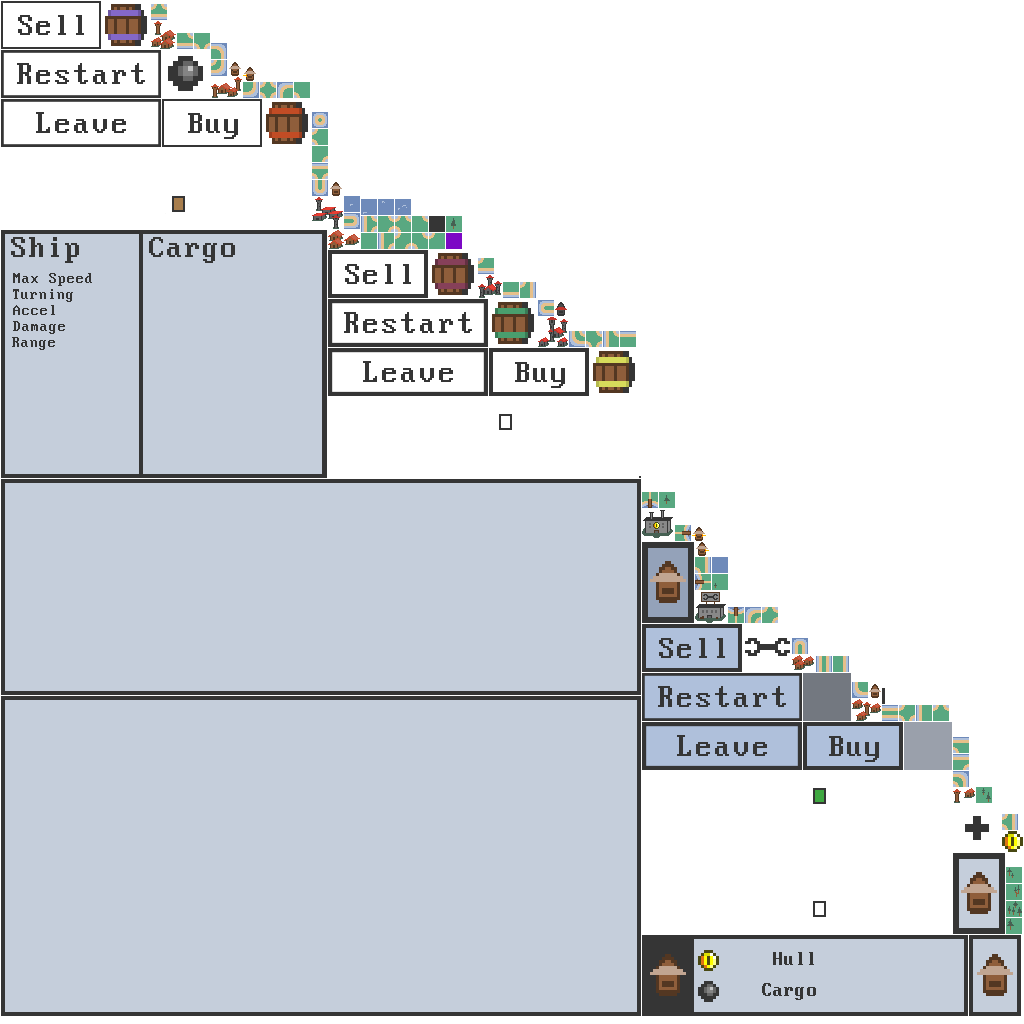 Sell
Restart
Leave
Buy
Ship
Cargo
Max Speed
Turning
Accel
Damage
Range
Sell
Restart
Leave
Buy
Sell
Restart
Leave
Buy
Hull
Cargo